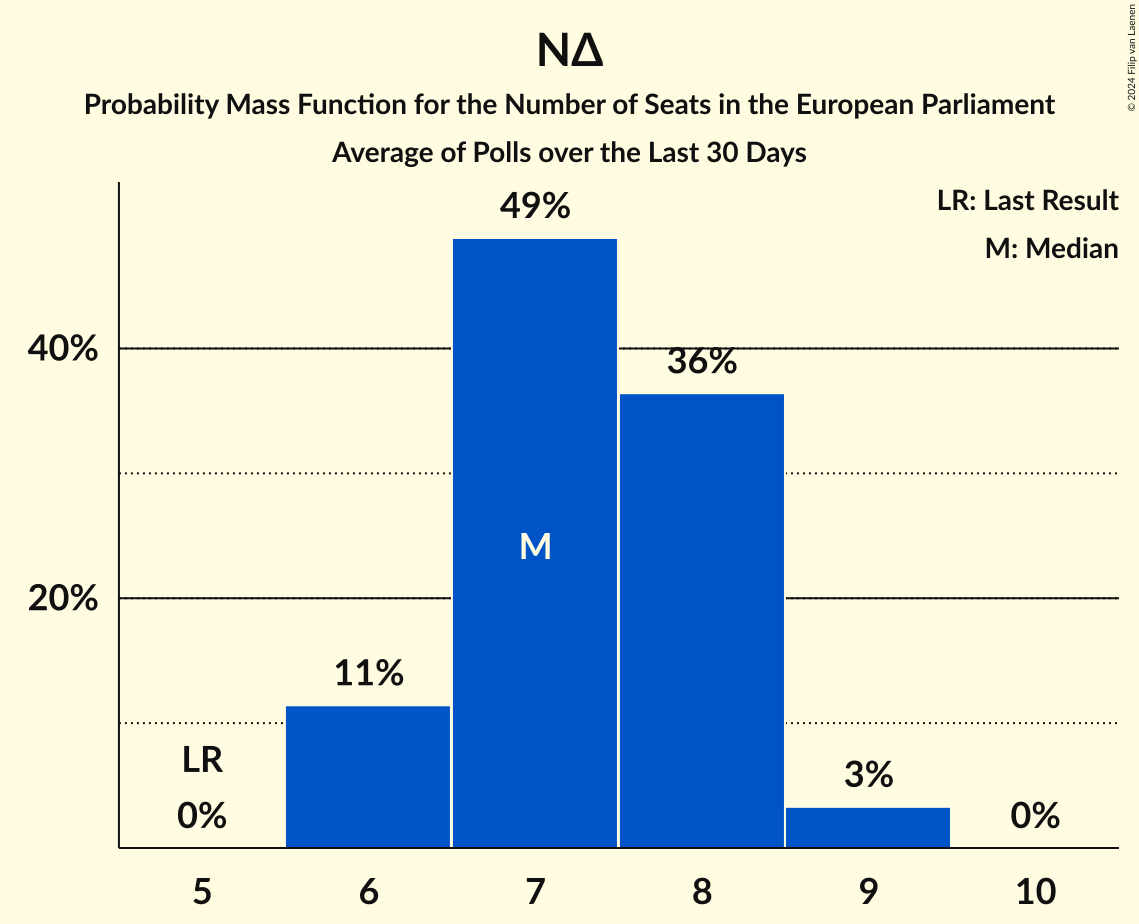 ΝΔ
Probability Mass Function for the Number of Seats in the European Parliament
Average of Polls over the Last 30 Days
© 2024 Filip van Laenen
LR: Last Result
M: Median
49%
40%
36%
M
20%
11%
LR
3%
0%
0%
5 6 7 8 9 10